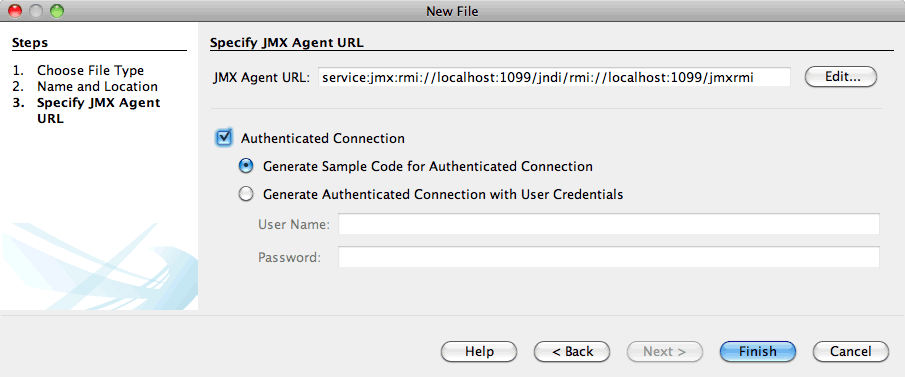 New File
Steps
1. Choose File Type
2. Name and Location
3. Specify JMX Agent
URL
Specify JMX Agent URL
JMX Agent URL: service:jmx:rmi://localhost:1099/jndi/rmi://localhost:1099/jmxrmi Edit...
Authenticated Connection
Generate Sample Code for Authenticated Connection
Generate Authenticated Connection with User Credentials
User Name:
Password:
Help < Back Next > Finish Cancel